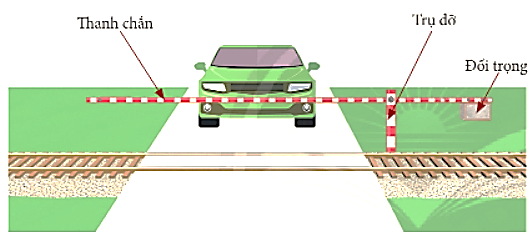 Thanh chắn
Trụ đỡ
Đối trọng